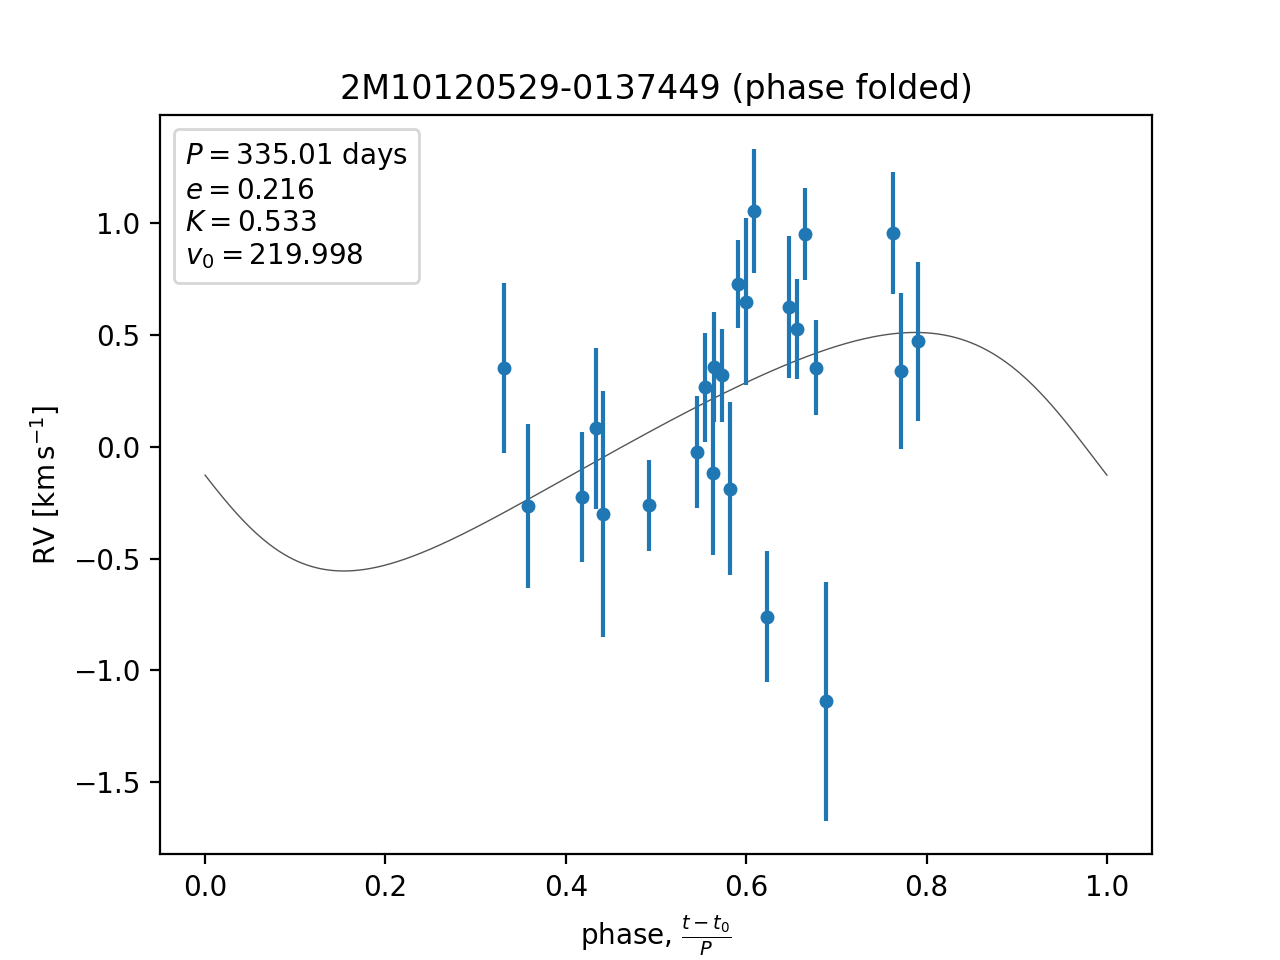 2M10120529-0137449 (phase folded)
P = 335.01 days
e = 0.216
K = 0.533
v₀ = 219.998
1.0
0.5
0.0
−0.5
−1.0
−1.5
RV [km s⁻¹]
0.0 0.2 0.4 0.6 0.8 1.0
phase, (t − t₀)/P